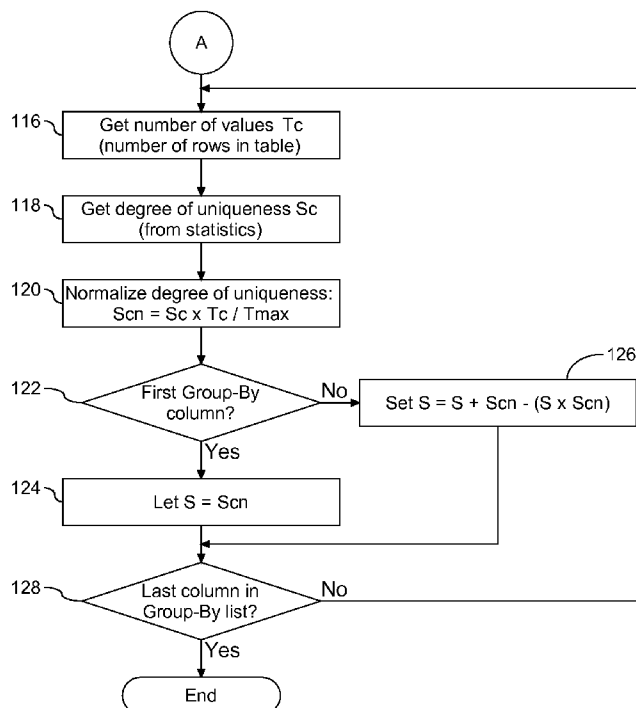 A
116
Get number of values Tc
(number of rows in table)
118
Get degree of uniqueness Sc
(from statistics)
120
Normalize degree of uniqueness:
Scn = Sc x Tc / Tmax
126
122
First Group-By
column?
No
Set S = S + Scn - (S x Scn)
Yes
124
Let S = Scn
128
Last column in
Group-By list?
No
Yes
End